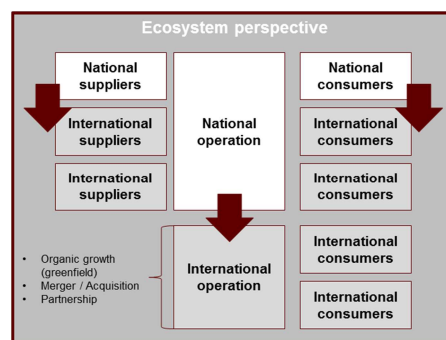 Ecosystem perspective
National
suppliers
National
operation
National
consumers
International
suppliers
International
consumers
International
suppliers
International
consumers
• Organic growth
(greenfield)
• Merger / Acquisition
• Partnership
International
operation
International
consumers
International
consumers